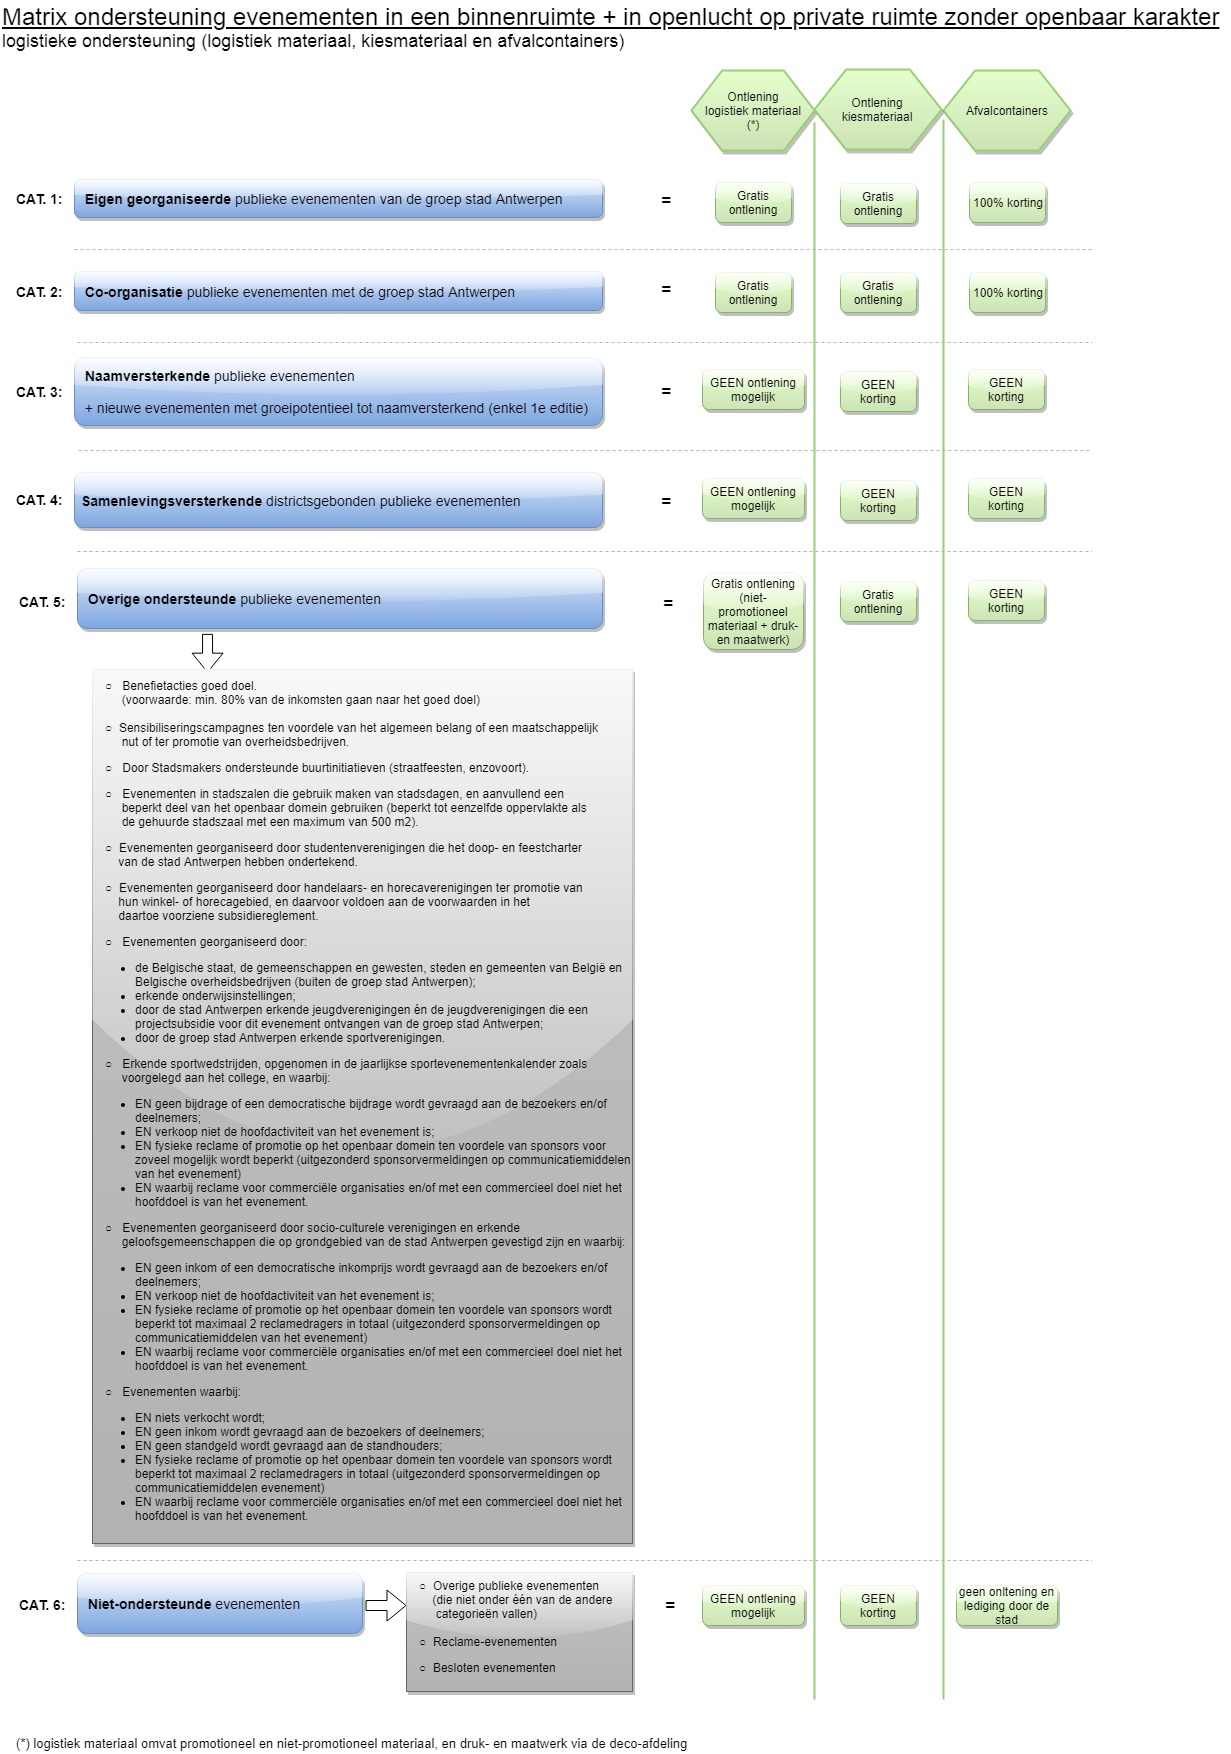 Matrix ondersteuning evenementen in een binnenruimte + in openlucht op private ruimte zonder openbaar karakter
logistieke ondersteuning (logistiek materiaal, kiesmateriaal en afvalcontainers)
Ontlening
logistiek materiaal
(*)
Ontlening
kiesmateriaal
Afvalcontainers
CAT. 1:
Eigen georganiseerde publieke evenementen van de groep stad Antwerpen
=
Gratis
ontlening
Gratis
ontlening
100% korting
CAT. 2:
Co-organisatie publieke evenementen met de groep stad Antwerpen
=
Gratis
ontlening
Gratis
ontlening
100% korting
CAT. 3:
Naamversterkende publieke evenementen
+ nieuwe evenementen met groeipotentieel tot naamversterkend (enkel 1e editie)
=
GEEN ontlening
mogelijk
GEEN
korting
GEEN
korting
CAT. 4:
Samenlevingsversterkende districtsgebonden publieke evenementen
=
GEEN ontlening
mogelijk
GEEN
korting
GEEN
korting
CAT. 5:
Overige ondersteunde publieke evenementen
=
Gratis ontlening
(niet-
promotioneel
materiaal + druk-
en maatwerk)
Gratis
ontlening
GEEN
korting
○ Benefietacties goed doel.
(voorwaarde: min. 80% van de inkomsten gaan naar het goed doel)
○ Sensibiliseringscampagnes ten voordele van het algemeen belang of een maatschappelijk
nut of ter promotie van overheidsbedrijven.
○ Door Stadsmakers ondersteunde buurtinitiatieven (straatfeesten, enzovoort).
○ Evenementen in stadszalen die gebruik maken van stadsdagen, en aanvullend een
beperkt deel van het openbaar domein gebruiken (beperkt tot eenzelfde oppervlakte als
de gehuurde stadszaal met een maximum van 500 m2).
○ Evenementen georganiseerd door studentenverenigingen die het doop- en feestcharter
van de stad Antwerpen hebben ondertekend.
○ Evenementen georganiseerd door handelaars- en horecaverenigingen ter promotie van
hun winkel- of horecagebied, en daarvoor voldoen aan de voorwaarden in het
daartoe voorziene subsidiereglement.
○ Evenementen georganiseerd door:
• de Belgische staat, de gemeenschappen en gewesten, steden en gemeenten van België en
Belgische overheidsbedrijven (buiten de groep stad Antwerpen);
• erkende onderwijsinstellingen;
• door de stad Antwerpen erkende jeugdverenigingen én de jeugdverenigingen die een
projectsubsidie voor dit evenement ontvangen van de groep stad Antwerpen;
• door de groep stad Antwerpen erkende sportverenigingen.
○ Erkende sportwedstrijden, opgenomen in de jaarlijkse sportevenementenkalender zoals
voorgelegd aan het college, en waarbij:
• EN geen bijdrage of een democratische bijdrage wordt gevraagd aan de bezoekers en/of
deelnemers;
• EN verkoop niet de hoofdactiviteit van het evenement is;
• EN fysieke reclame of promotie op het openbaar domein ten voordele van sponsors voor
zoveel mogelijk wordt beperkt (uitgezonderd sponsorvermeldingen op communicatiemiddelen
van het evenement)
• EN waarbij reclame voor commerciële organisaties en/of met een commercieel doel niet het
hoofddoel is van het evenement.
○ Evenementen georganiseerd door socio-culturele verenigingen en erkende
geloofsgemeenschappen die op grondgebied van de stad Antwerpen gevestigd zijn en waarbij:
• EN geen inkom of een democratische inkomprijs wordt gevraagd aan de bezoekers en/of
deelnemers;
• EN verkoop niet de hoofdactiviteit van het evenement is;
• EN fysieke reclame of promotie op het openbaar domein ten voordele van sponsors wordt
beperkt tot maximaal 2 reclamedragers in totaal (uitgezonderd sponsorvermeldingen op
communicatiemiddelen van het evenement)
• EN waarbij reclame voor commerciële organisaties en/of met een commercieel doel niet het
hoofddoel is van het evenement.
○ Evenementen waarbij:
• EN niets verkocht wordt;
• EN geen inkom wordt gevraagd aan de bezoekers of deelnemers;
• EN geen standgeld wordt gevraagd aan de standhouders;
• EN fysieke reclame of promotie op het openbaar domein ten voordele van sponsors wordt
beperkt tot maximaal 2 reclamedragers in totaal (uitgezonderd sponsorvermeldingen op
communicatiemiddelen evenement)
• EN waarbij reclame voor commerciële organisaties en/of met een commercieel doel niet het
hoofddoel is van het evenement.
CAT. 6:
Niet-ondersteunde evenementen
○ Overige publieke evenementen
(die niet onder één van de andere
categorieën vallen)
○ Reclame-evenementen
○ Besloten evenementen
=
GEEN ontlening
mogelijk
GEEN
korting
geen onltening en
lediging door de
stad
(*) logistiek materiaal omvat promotioneel en niet-promotioneel materiaal, en druk- en maatwerk via de deco-afdeling